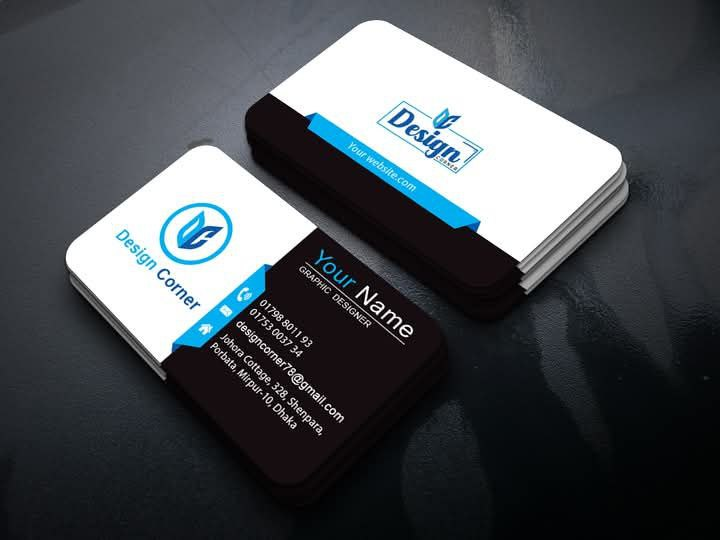 Design
CORNER
Your website.com
Design Corner
Your Name
GRAPHIC DESIGNER
01798 8011 93
01753 0037 34
designcorner78@gmail.com
Johora Cottage, 328, Shenpara,
Porbata, Mirpur-10, Dhaka